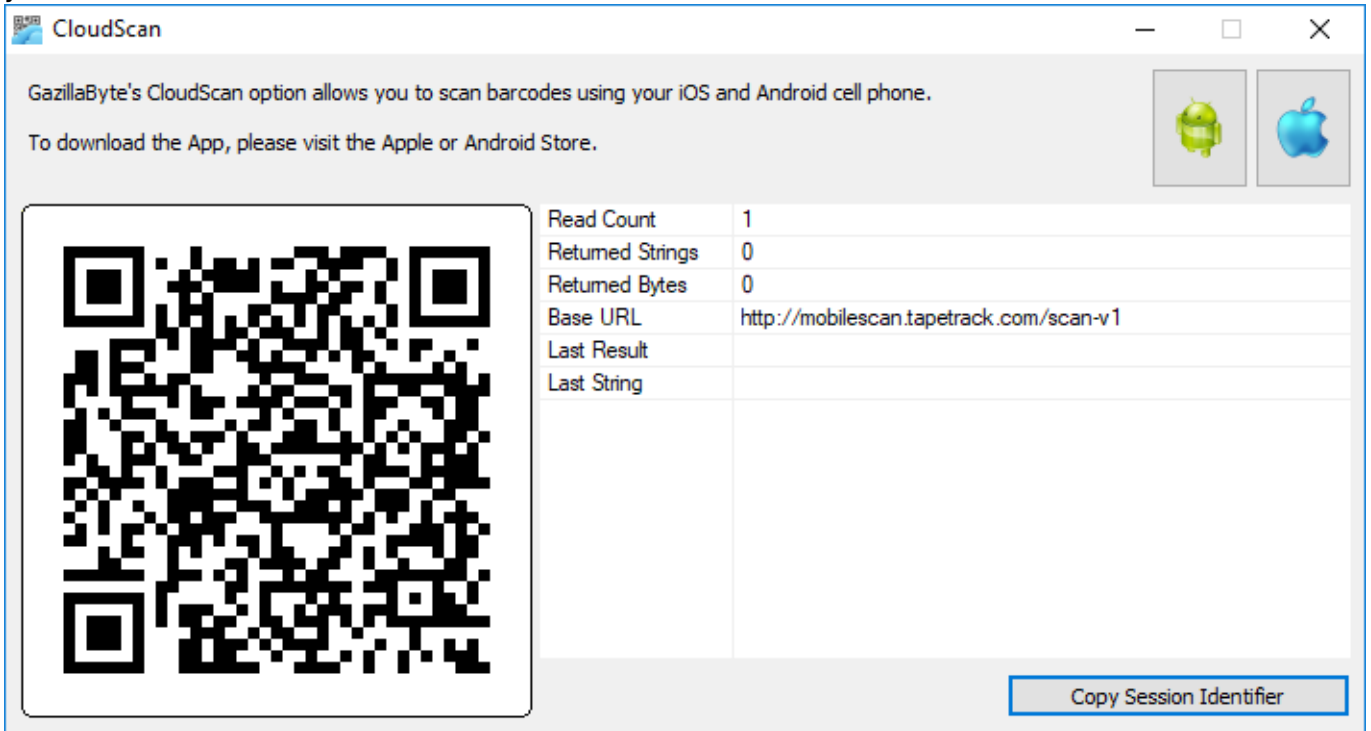 CloudScan
GazillaByte's CloudScan option allows you to scan barcodes using your iOS and Android cell phone.
To download the App, please visit the Apple or Android Store.
Read Count 1
Returned Strings 0
Returned Bytes 0
Base URL http://mobilescan.tapetrack.com/scan-v1
Last Result
Last String
Copy Session Identifier